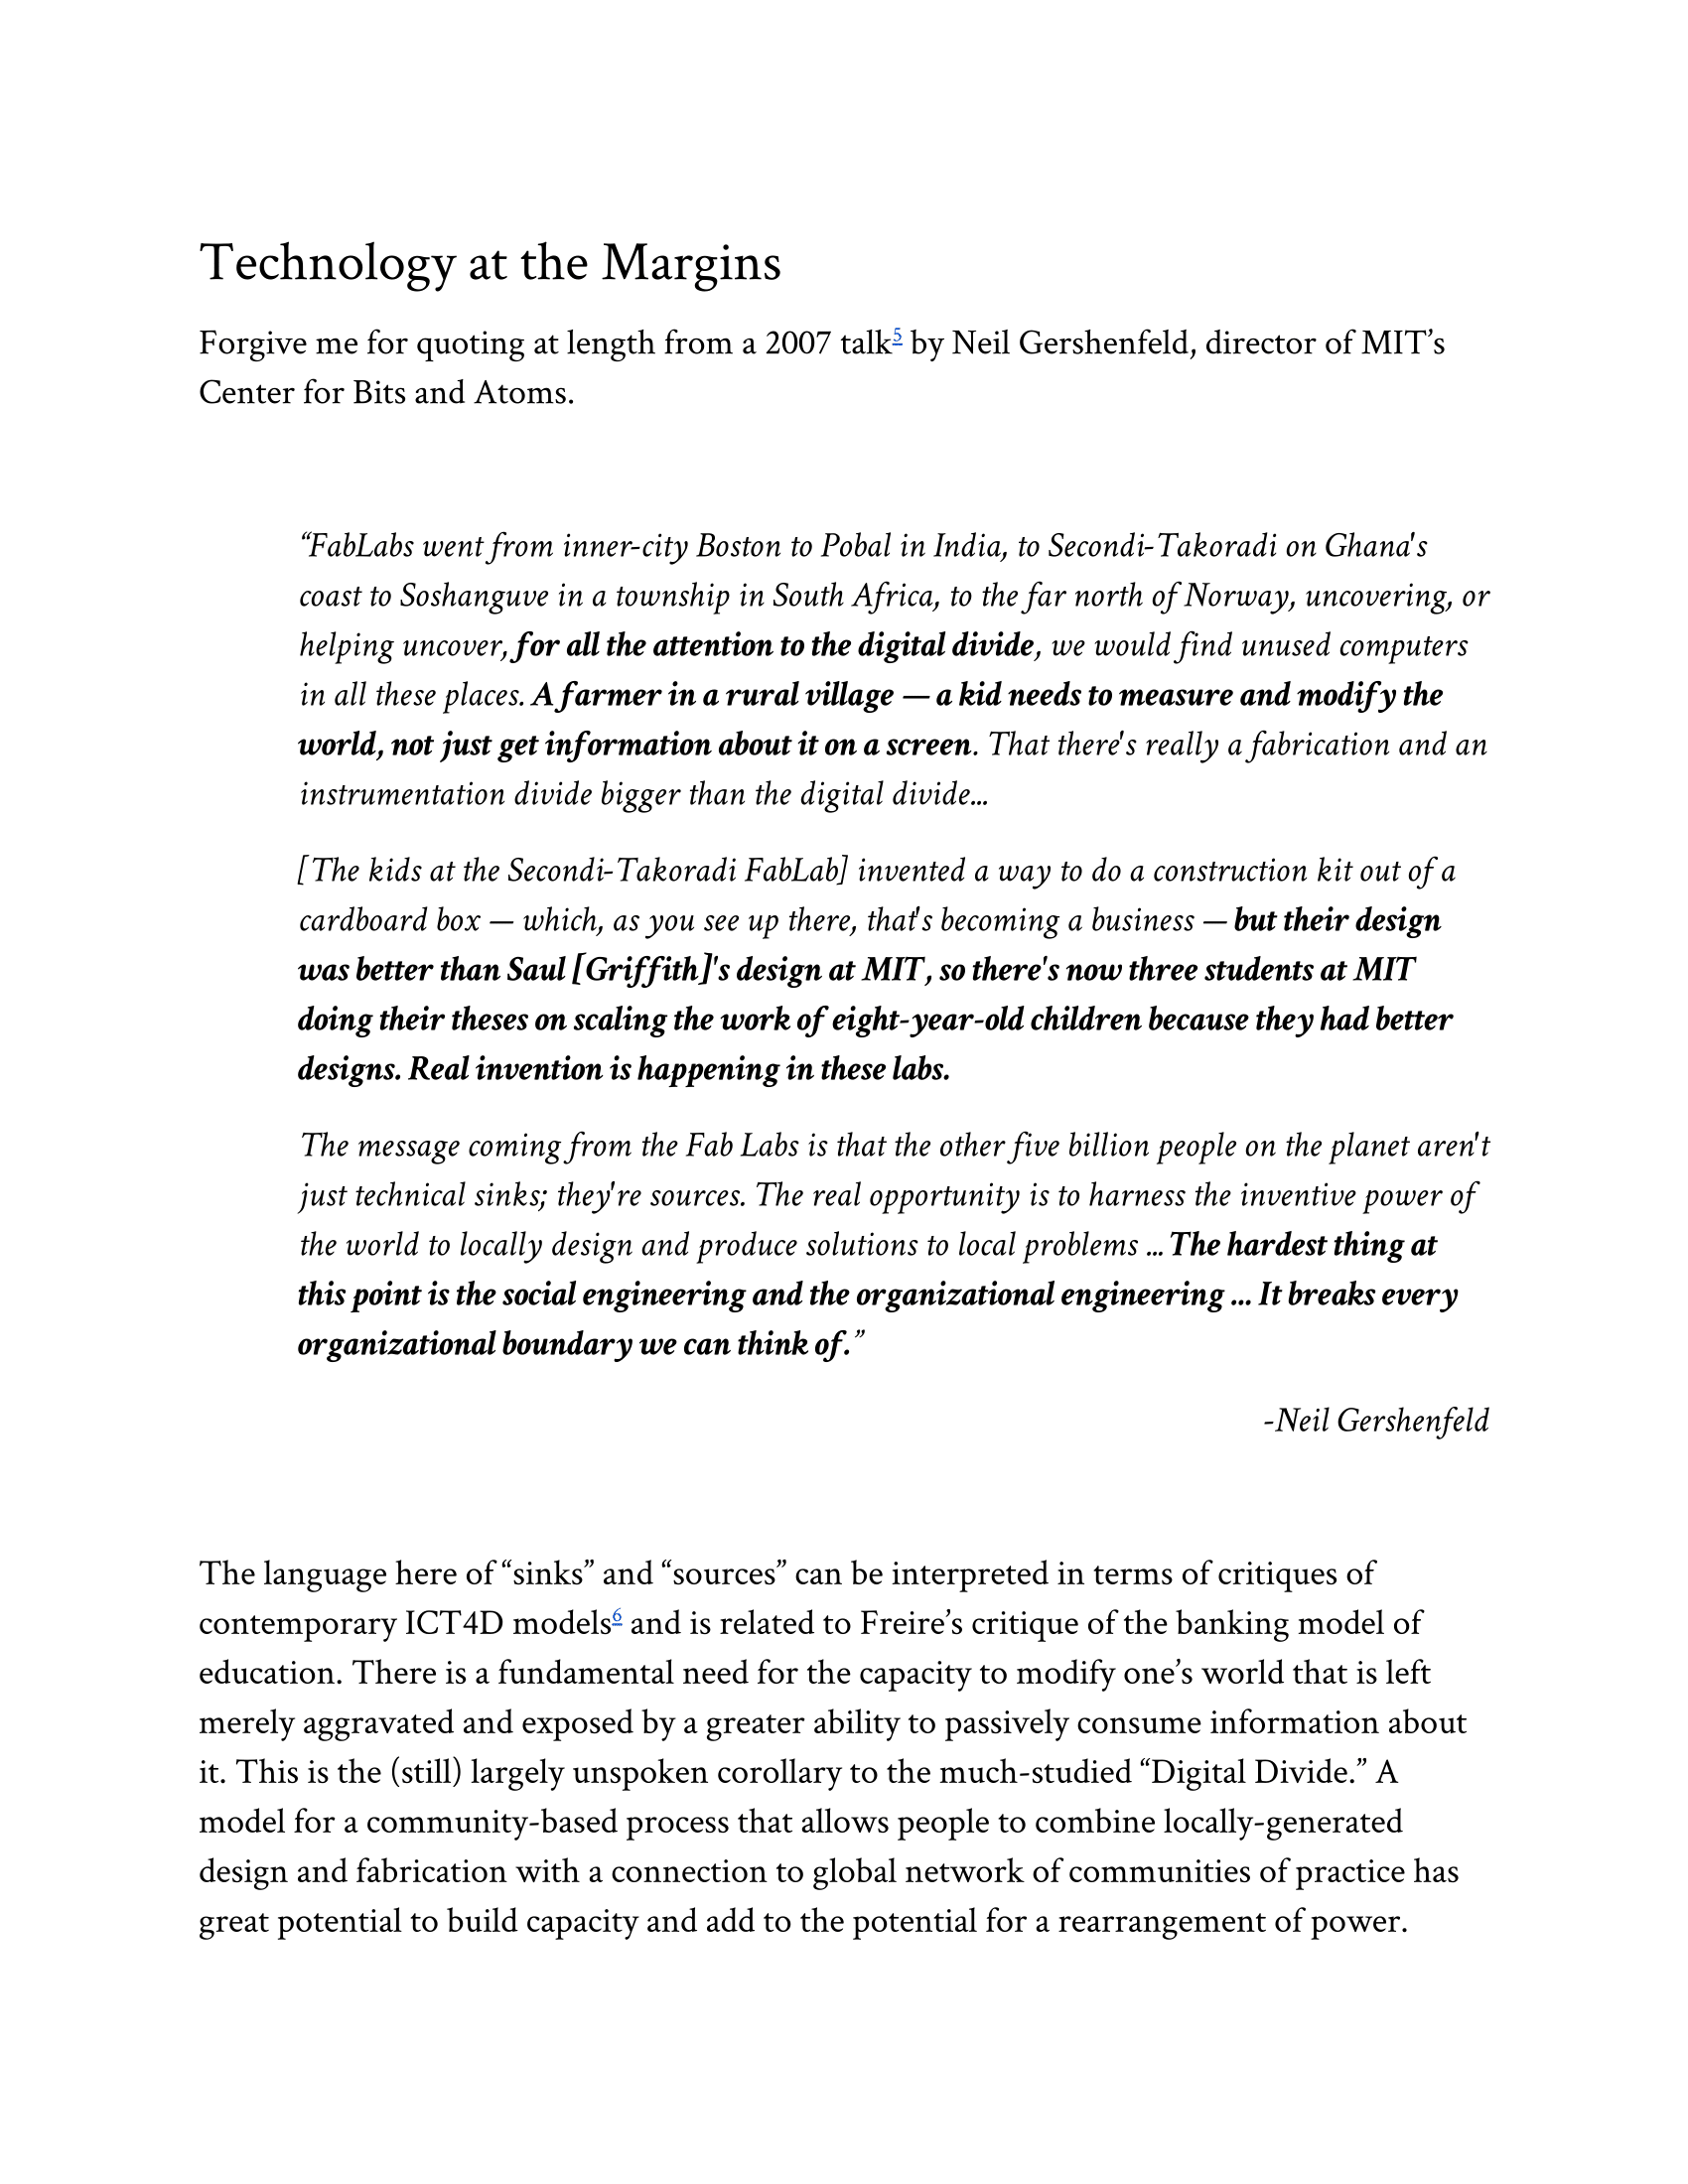 Technology at the Margins
Forgive me for quoting at length from a 2007 talk5 by Neil Gershenfeld, director of MIT’s
Center for Bits and Atoms.
“FabLabs went from inner-city Boston to Pobal in India, to Secondi-Takoradi on Ghana's
coast to Soshanguve in a township in South Africa, to the far north of Norway, uncovering, or
helping uncover, for all the attention to the digital divide, we would find unused computers
in all these places. A farmer in a rural village — a kid needs to measure and modify the
world, not just get information about it on a screen. That there's really a fabrication and an
instrumentation divide bigger than the digital divide...
[The kids at the Secondi-Takoradi FabLab] invented a way to do a construction kit out of a
cardboard box — which, as you see up there, that's becoming a business — but their design
was better than Saul [Griffith]'s design at MIT, so there's now three students at MIT
doing their theses on scaling the work of eight-year-old children because they had better
designs. Real invention is happening in these labs.
The message coming from the Fab Labs is that the other five billion people on the planet aren't
just technical sinks; they're sources. The real opportunity is to harness the inventive power of
the world to locally design and produce solutions to local problems ... The hardest thing at
this point is the social engineering and the organizational engineering ... It breaks every
organizational boundary we can think of.”
-Neil Gershenfeld
The language here of “sinks” and “sources” can be interpreted in terms of critiques of
contemporary ICT4D models6 and is related to Freire’s critique of the banking model of
education. There is a fundamental need for the capacity to modify one’s world that is left
merely aggravated and exposed by a greater ability to passively consume information about
it. This is the (still) largely unspoken corollary to the much-studied “Digital Divide.” A
model for a community-based process that allows people to combine locally-generated
design and fabrication with a connection to global network of communities of practice has
great potential to build capacity and add to the potential for a rearrangement of power.